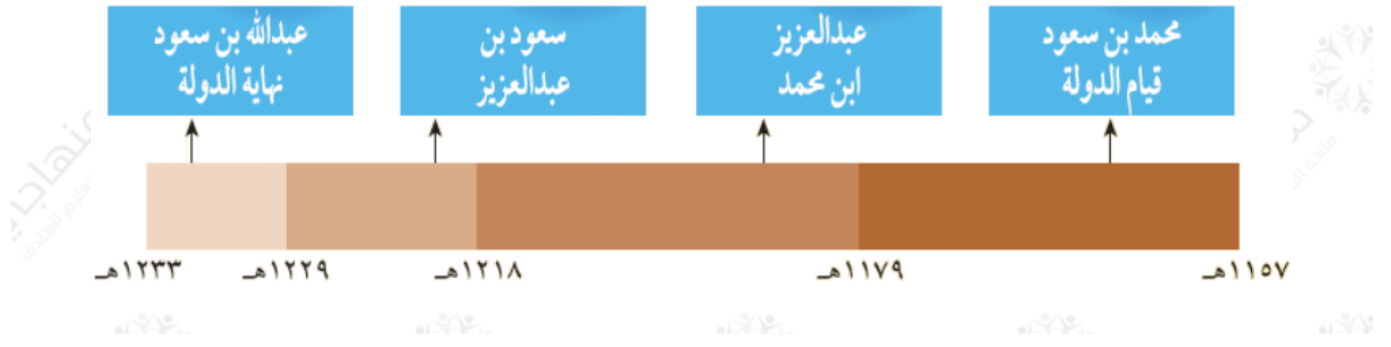 محمد بن سعود
قيام الدولة
عبدالعزيز
ابن محمد
سعود بن
عبدالعزيز
عبدالله بن سعود
نهاية الدولة
١١٥٧هـ
١١٧٩هـ
١٢١٨هـ
١٢٢٩هـ
١٢٣٣هـ